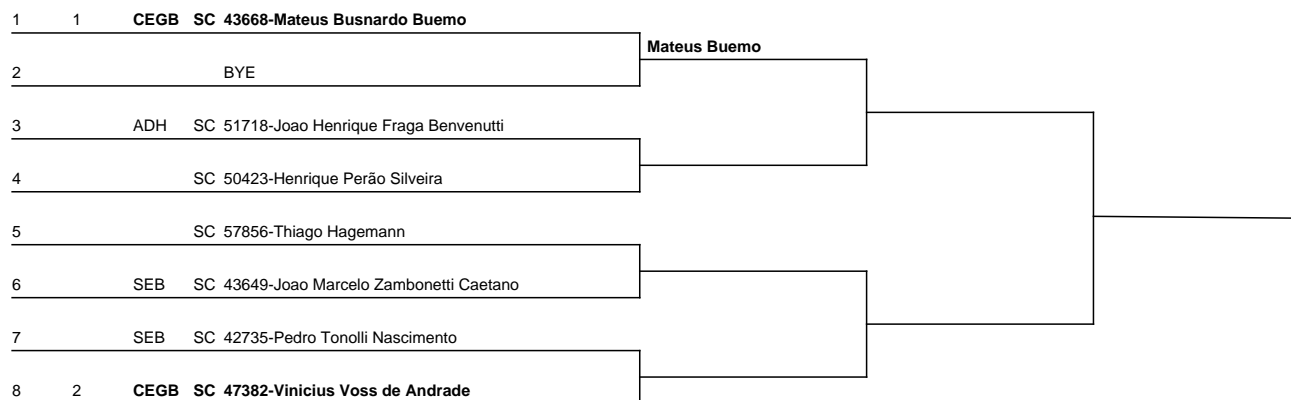 1 1 CEGB SC 43668-Mateus Busnardo Buemo
Mateus Buemo
2 BYE
3 ADH SC 51718-Joao Henrique Fraga Benvenutti
4 SC 50423-Henrique Perão Silveira
5 SC 57856-Thiago Hagemann
6 SEB SC 43649-Joao Marcelo Zambonetti Caetano
7 SEB SC 42735-Pedro Tonolli Nascimento
8 2 CEGB SC 47382-Vinicius Voss de Andrade